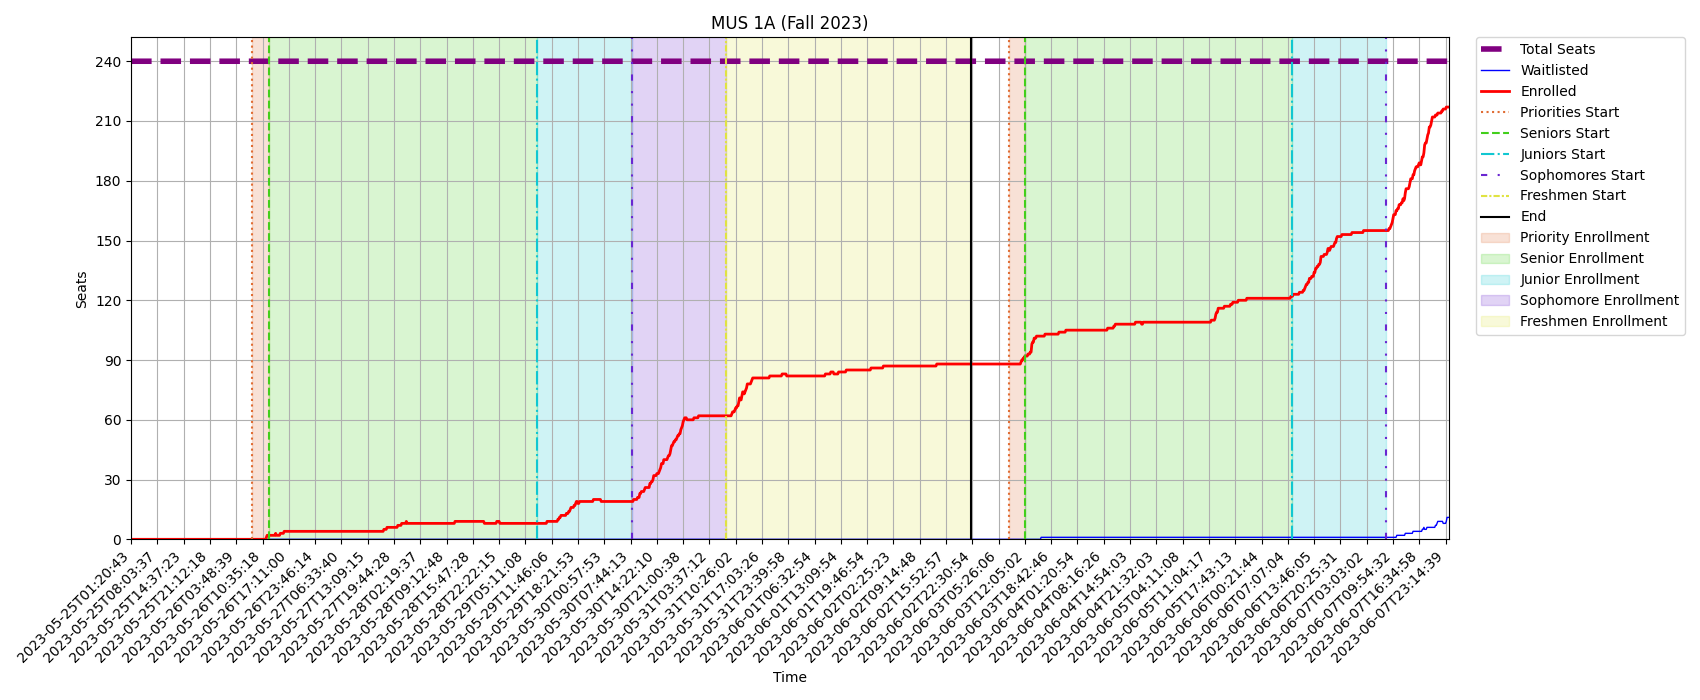 MUS 1A (Fall 2023)
Seats
240
210
180
150
120
90
60
30
0
2023-05-25T01:20:43
2023-05-25T08:03:37
2023-05-25T14:37:23
2023-05-25T21:12:18
2023-05-26T03:48:39
2023-05-26T10:35:18
2023-05-26T17:11:00
2023-05-26T23:46:14
2023-05-27T06:33:40
2023-05-27T13:09:15
2023-05-27T19:44:28
2023-05-28T02:19:37
2023-05-28T09:12:48
2023-05-28T15:47:28
2023-05-28T22:22:15
2023-05-29T05:11:08
2023-05-29T11:46:06
2023-05-29T18:21:53
2023-05-30T00:57:53
2023-05-30T07:44:13
2023-05-30T14:22:10
2023-05-30T21:00:38
2023-05-31T03:37:12
2023-05-31T10:26:02
2023-05-31T17:03:26
2023-05-31T23:39:58
2023-06-01T06:32:54
2023-06-01T13:09:54
2023-06-01T19:46:54
2023-06-02T02:25:23
2023-06-02T09:14:48
2023-06-02T15:52:57
2023-06-02T22:30:54
2023-06-03T05:26:06
2023-06-03T12:05:02
2023-06-03T18:42:46
2023-06-04T01:20:54
2023-06-04T08:16:26
2023-06-04T14:54:03
2023-06-04T21:32:03
2023-06-05T04:11:08
2023-06-05T11:04:17
2023-06-05T17:43:13
2023-06-06T00:21:44
2023-06-06T07:07:04
2023-06-06T13:46:05
2023-06-06T20:25:31
2023-06-07T03:03:02
2023-06-07T09:54:32
2023-06-07T16:34:58
2023-06-07T23:14:39
Time
Total Seats
Waitlisted
Enrolled
Priorities Start
Seniors Start
Juniors Start
Sophomores Start
Freshmen Start
End
Priority Enrollment
Senior Enrollment
Junior Enrollment
Sophomore Enrollment
Freshmen Enrollment